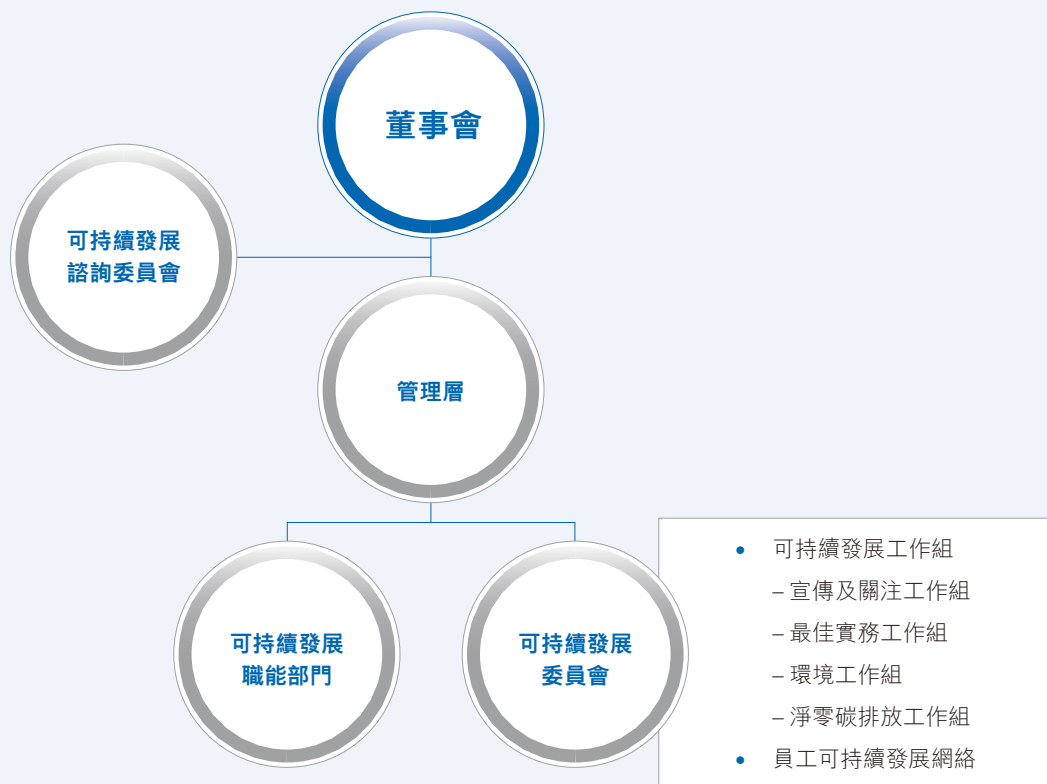 董事會
可持續發展
諮詢委員會
管理層
可持續發展
職能部門
可持續發展
委員會
• 可持續發展工作組
– 宣傳及關注工作組
– 最佳實務工作組
– 環境工作組
– 淨零碳排放工作組
• 員工可持續發展網絡